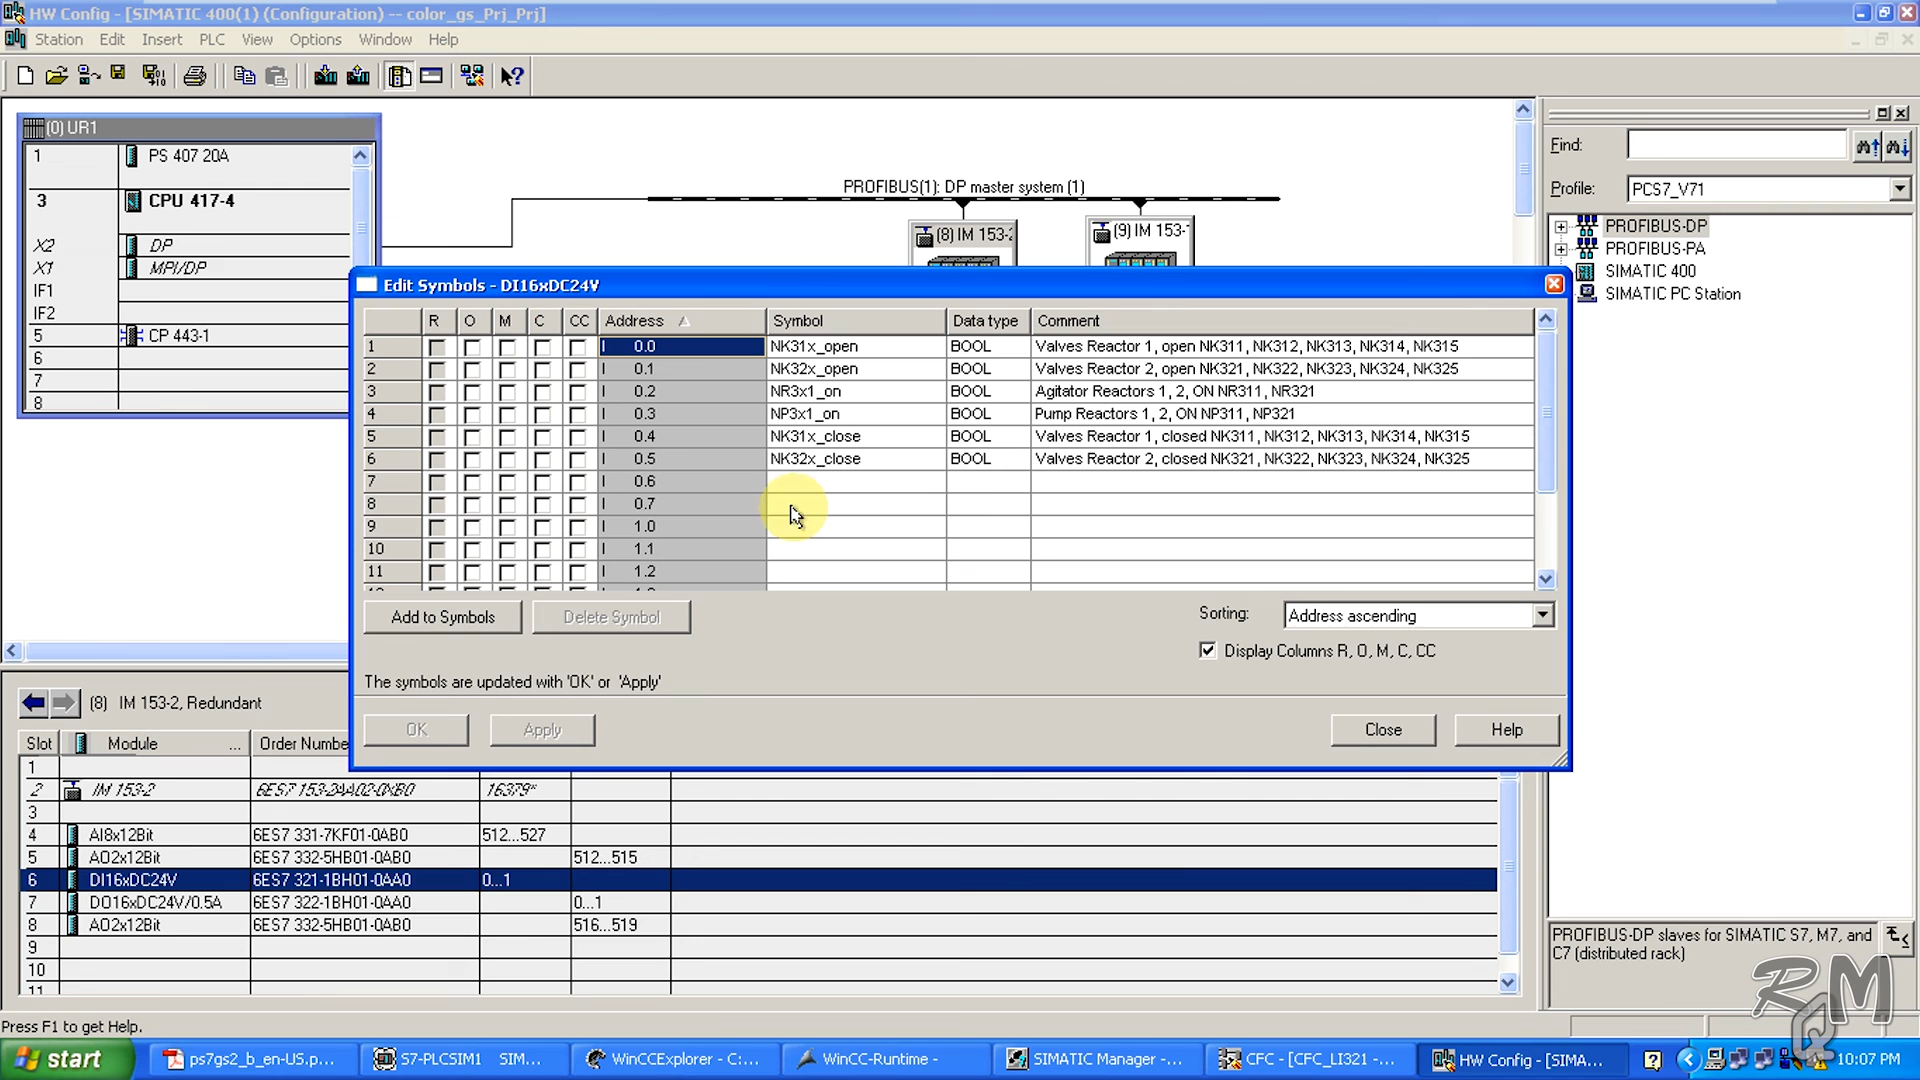 HW Config - [SIMATIC 400(1) (Configuration) -- color_gs_Prj_Prj]
Station Edit Insert PLC View Options Window Help
(0) UR1
1 PS 407 20A
3 CPU 417-4
X2 DP
X1 MPI/DP
IF1
IF2
5 CP 443-1
6
7
8
PROFIBUS(1): DP master system (1)
(8) IM 153-2
(9) IM 153-
Find:
Profile: PCS7_V71
PROFIBUS-DP
PROFIBUS-PA
SIMATIC 400
SIMATIC PC Station
Edit Symbols - DI16xDC24V
R O M C CC Address Symbol Data type Comment
1 I 0.0 NK31x_open BOOL Valves Reactor 1, open NK311, NK312, NK313, NK314, NK315
2 I 0.1 NK32x_open BOOL Valves Reactor 2, open NK321, NK322, NK323, NK324, NK325
3 I 0.2 NR3x1_on BOOL Agitator Reactors 1, 2, ON NR311, NR321
4 I 0.3 NP3x1_on BOOL Pump Reactors 1, 2, ON NP311, NP321
5 I 0.4 NK31x_close BOOL Valves Reactor 1, closed NK311, NK312, NK313, NK314, NK315
6 I 0.5 NK32x_close BOOL Valves Reactor 2, closed NK321, NK322, NK323, NK324, NK325
7 I 0.6
8 I 0.7
9 I 1.0
10 I 1.1
11 I 1.2
Add to Symbols Delete Symbol
Sorting: Address ascending
Display Columns R, O, M, C, CC
The symbols are updated with 'OK' or 'Apply'
OK Apply Close Help
(8) IM 153-2, Redundant
Slot Module ... Order Numbe
1
2 IM 153-2 6ES7 153-2AA02-0XB0 16379*
3
4 AI8x12Bit 6ES7 331-7KF01-0AB0 512...527
5 AO2x12Bit 6ES7 332-5HB01-0AB0 512...515
6 DI16xDC24V 6ES7 321-1BH01-0AA0 0...1
7 DO16xDC24V/0.5A 6ES7 322-1BH01-0AA0 0...1
8 AO2x12Bit 6ES7 332-5HB01-0AB0 516...519
9
10
11
PROFIBUS-DP slaves for SIMATIC S7, M7, and
C7 (distributed rack)
RQM
Press F1 to get Help.
start ps7gs2_b_en-US.p... S7-PLCSIM1 SIM... WinCCExplorer - C:... WinCC-Runtime - SIMATIC Manager - ... CFC - [CFC_LI321 -... HW Config - [SIMA... 10:07 PM